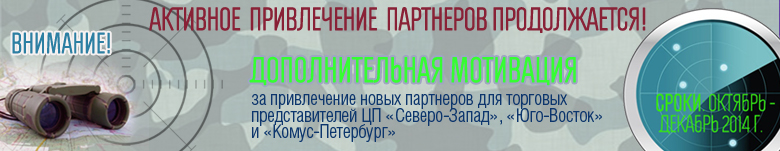 АКТИВНОЕ ПРИВЛЕЧЕНИЕ ПАРТНЕРОВ ПРОДОЛЖАЕТСЯ!
ВНИМАНИЕ!
ДОПОЛНИТЕЛЬНАЯ МОТИВАЦИЯ
за привлечение новых партнеров для торговых
представителей ЦП «Северо-Запад», «Юго-Восток»
и «Комус-Петербург»
СРОКИ: ОКТЯБРЬ -
ДЕКАБРЬ 2014 Г.